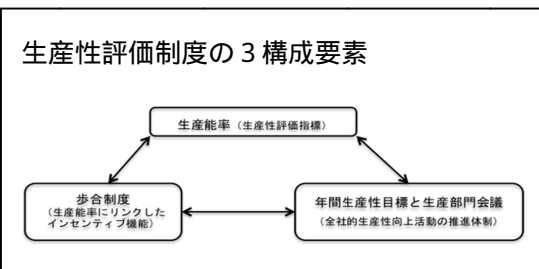 生産性評価制度の３構成要素
生産能率（生産性評価指標）
歩合制度
（生産能率にリンクした
インセンティブ機能）
年間生産性目標と生産部門会議
（全社的生産性向上活動の推進体制）